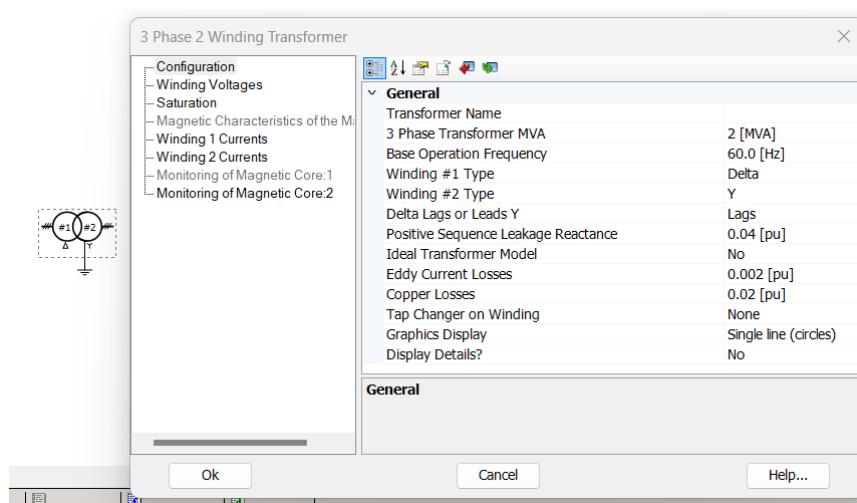 3 Phase 2 Winding Transformer
Configuration
Winding Voltages
Saturation
Magnetic Characteristics of the Ma
Winding 1 Currents
Winding 2 Currents
Monitoring of Magnetic Core:1
Monitoring of Magnetic Core:2
General
Transformer Name
3 Phase Transformer MVA 2 [MVA]
Base Operation Frequency 60.0 [Hz]
Winding #1 Type Delta
Winding #2 Type Y
Delta Lags or Leads Y Lags
Positive Sequence Leakage Reactance 0.04 [pu]
Ideal Transformer Model No
Eddy Current Losses 0.002 [pu]
Copper Losses 0.02 [pu]
Tap Changer on Winding None
Graphics Display Single line (circles)
Display Details? No
General
Ok Cancel Help...
#1 #2